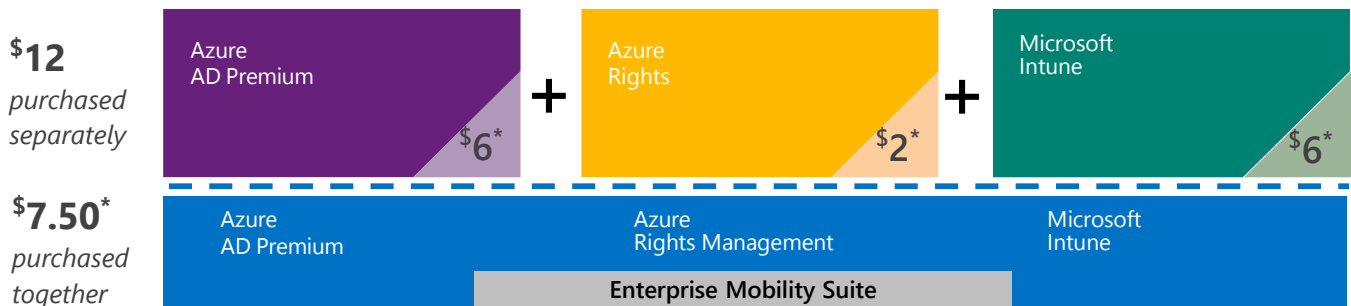 $12
purchased
separately
Azure
AD Premium
$6*
+
Azure
Rights
$2*
+
Microsoft
Intune
$6*
$7.50*
purchased
together
Azure
AD Premium
Azure
Rights Management
Microsoft
Intune
Enterprise Mobility Suite